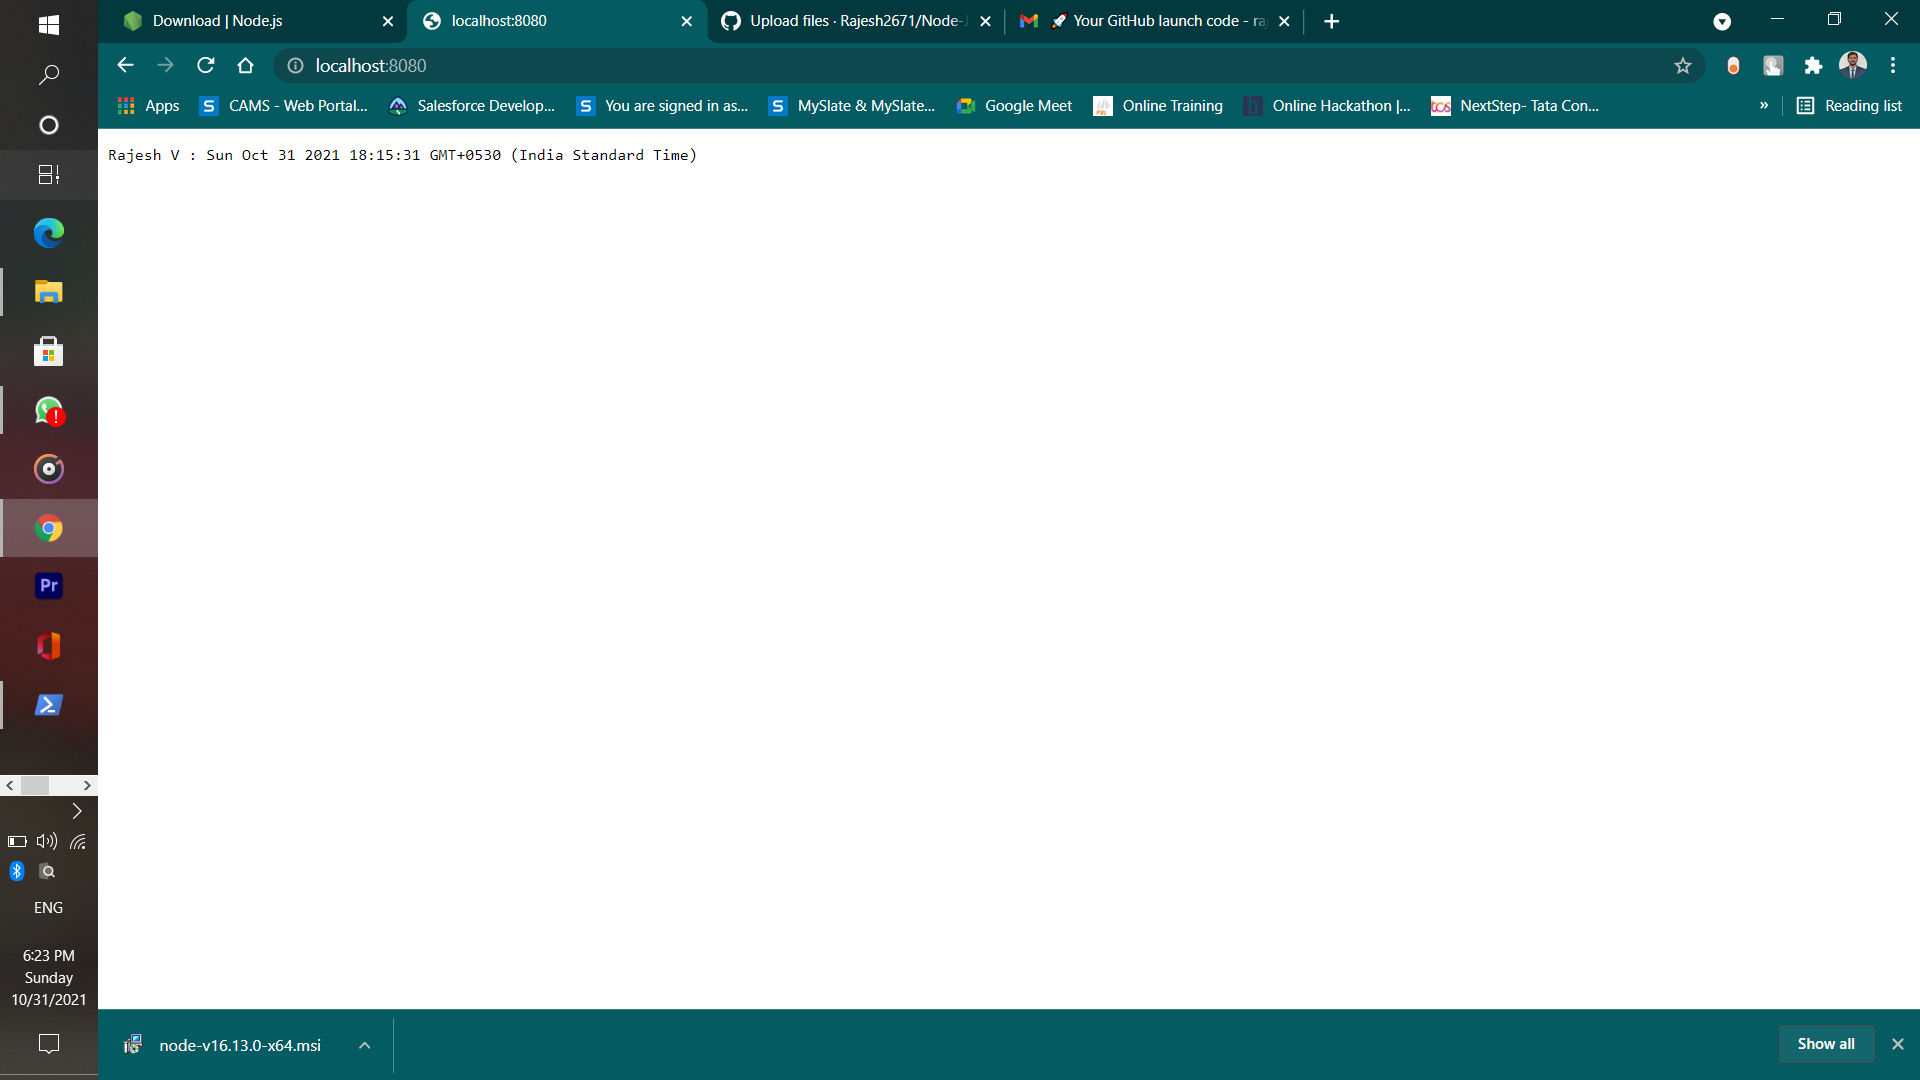 Download | Node.js
localhost:8080
Upload files · Rajesh2671/Node-J
Your GitHub launch code - raj
localhost:8080
Apps
CAMS - Web Portal...
Salesforce Develop...
You are signed in as...
MySlate & MySlate...
Google Meet
Online Training
Online Hackathon |...
tcs NextStep- Tata Con...
»
Reading list
Rajesh V : Sun Oct 31 2021 18:15:31 GMT+0530 (India Standard Time)
Pr
ENG
6:23 PM
Sunday
10/31/2021
node-v16.13.0-x64.msi
Show all